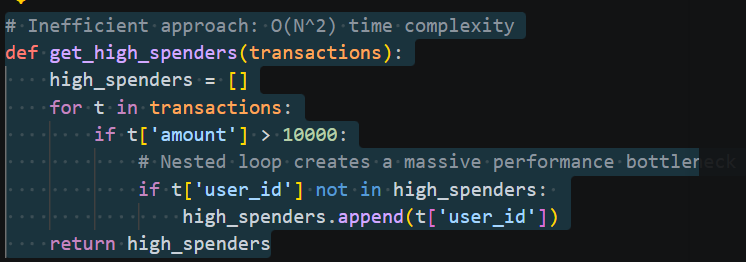 # Inefficient approach: O(N^2) time complexity
def get_high_spenders(transactions):
    high_spenders = []
    for t in transactions:
        if t['amount'] > 10000:
            # Nested loop creates a massive performance bottleneck
            if t['user_id'] not in high_spenders:
                high_spenders.append(t['user_id'])
    return high_spenders